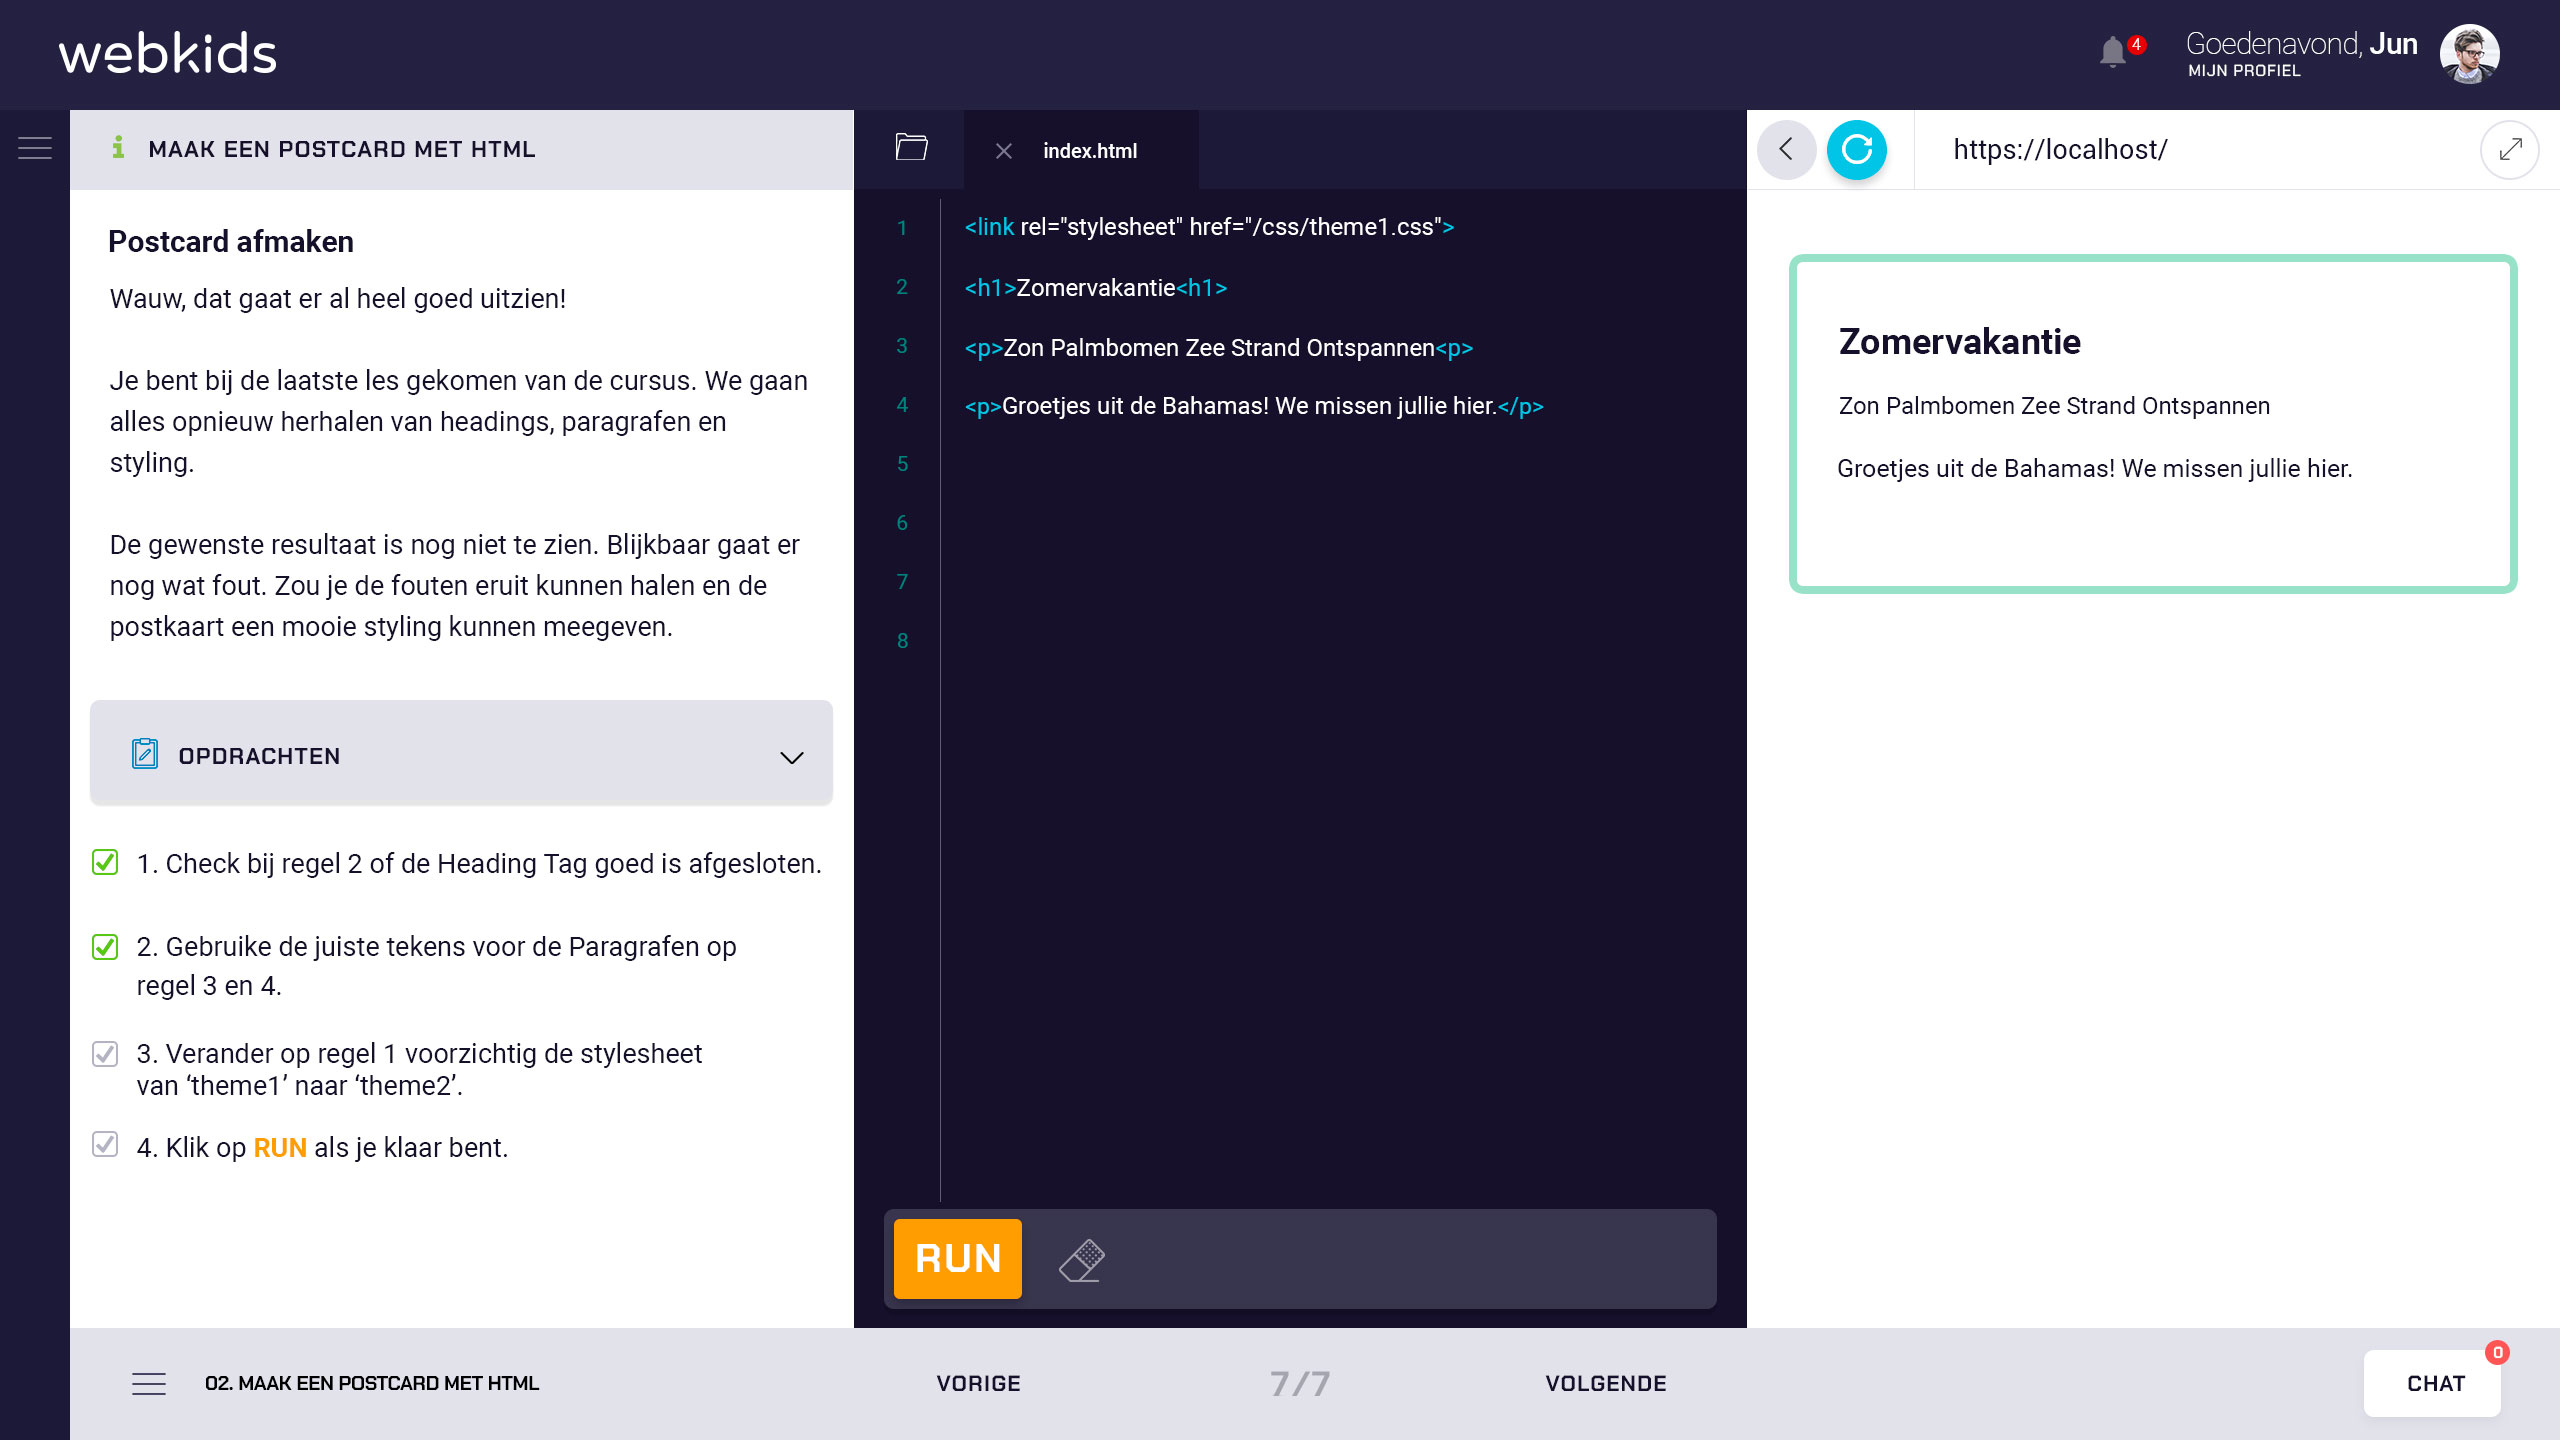 webkids
4
Goedenavond, Jun
MIJN PROFIEL
MAAK EEN POSTCARD MET HTML
Postcard afmaken
Wauw, dat gaat er al heel goed uitzien!
Je bent bij de laatste les gekomen van de cursus. We gaan
alles opnieuw herhalen van headings, paragrafen en
styling.
De gewenste resultaat is nog niet te zien. Blijkbaar gaat er
nog wat fout. Zou je de fouten eruit kunnen halen en de
postkaart een mooie styling kunnen meegeven.
OPDRACHTEN
1. Check bij regel 2 of de Heading Tag goed is afgesloten.
2. Gebruike de juiste tekens voor de Paragrafen op
regel 3 en 4.
3. Verander op regel 1 voorzichtig de stylesheet
van ‘theme1’ naar ‘theme2’.
4. Klik op RUN als je klaar bent.
index.html
1 <link rel="stylesheet" href="/css/theme1.css">
2 <h1>Zomervakantie<h1>
3 <p>Zon Palmbomen Zee Strand Ontspannen<p>
4 <p>Groetjes uit de Bahamas! We missen jullie hier.</p>
5
6
7
8
RUN
https://localhost/
Zomervakantie
Zon Palmbomen Zee Strand Ontspannen
Groetjes uit de Bahamas! We missen jullie hier.
02. MAAK EEN POSTCARD MET HTML
VORIGE
7/7
VOLGENDE
CHAT
0